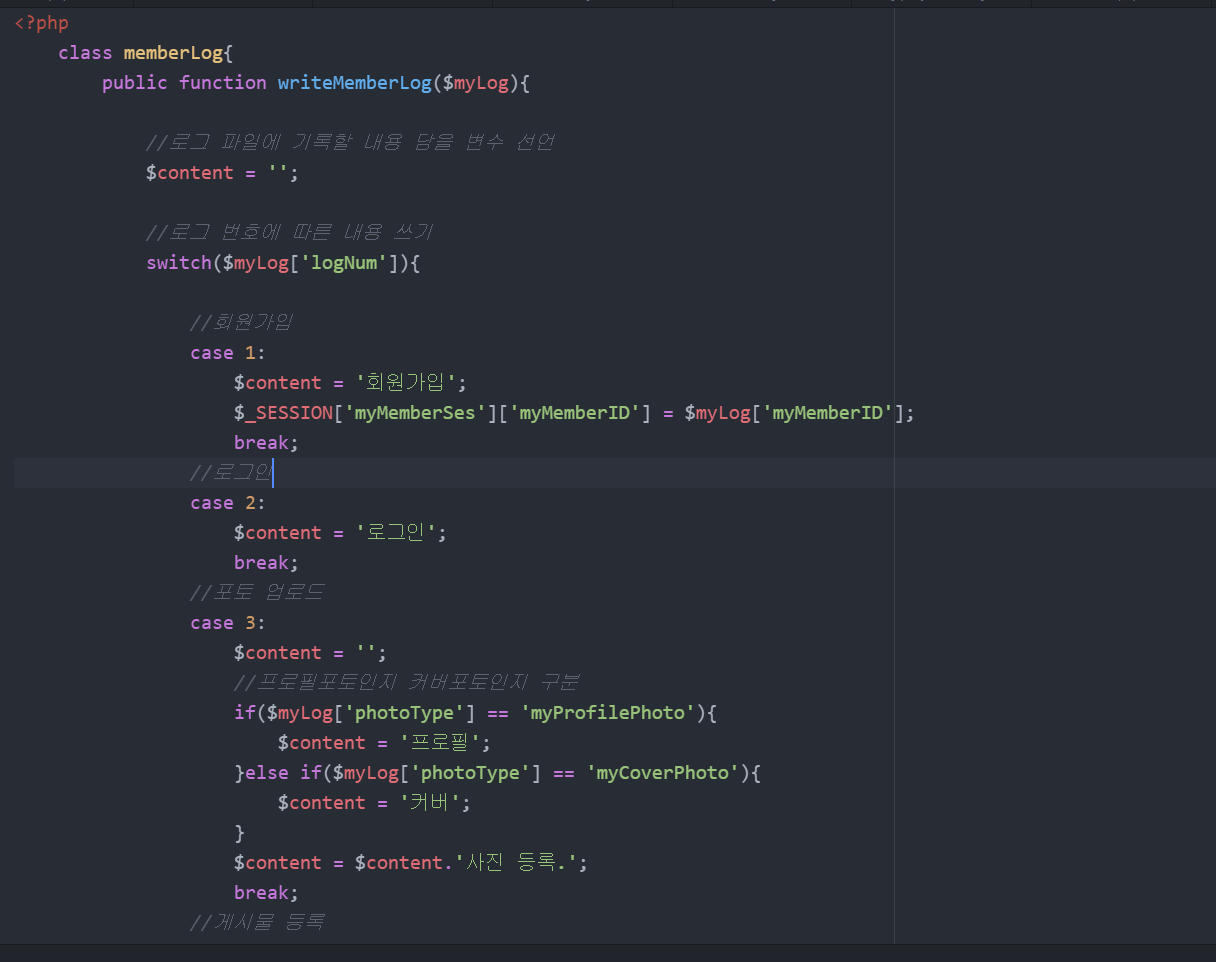 <?php
class memberLog{
public function writeMemberLog($myLog){
//로그 파일에 기록할 내용 담을 변수 선언
$content = '';
//로그 번호에 따른 내용 쓰기
switch($myLog['logNum']){
//회원가입
case 1:
$content = '회원가입';
$_SESSION['myMemberSes']['myMemberID'] = $myLog['myMemberID'];
break;
//로그인
case 2:
$content = '로그인';
break;
//포토 업로드
case 3:
$content = '';
//프로필포토인지 커버포토인지 구분
if($myLog['photoType'] == 'myProfilePhoto'){
$content = '프로필';
}else if($myLog['photoType'] == 'myCoverPhoto'){
$content = '커버';
}
$content = $content.'사진 등록.';
break;
//게시물 등록